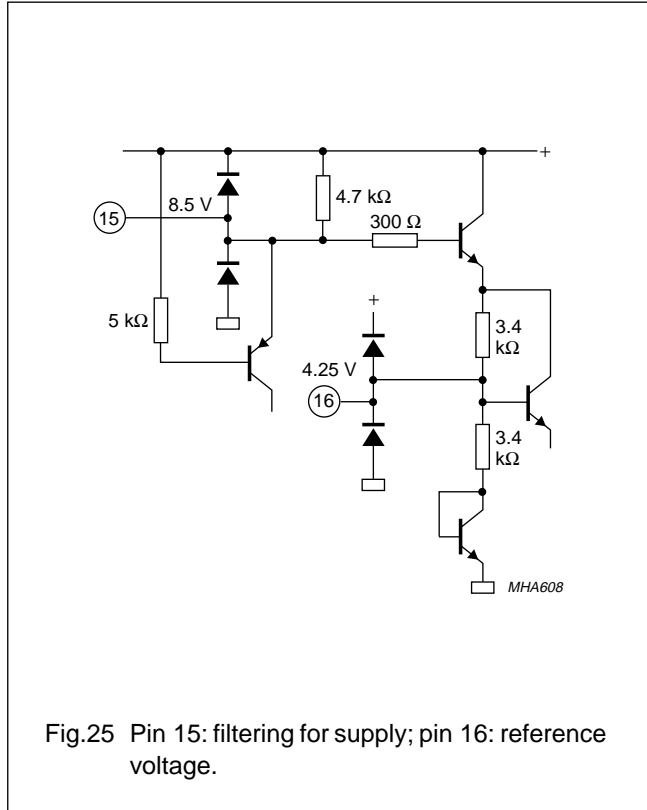 +
15
8.5 V
4.7 kΩ
300 Ω
5 kΩ
+
3.4
kΩ
4.25 V
16
3.4
kΩ
MHA608
Fig.25 Pin 15: filtering for supply; pin 16: reference
voltage.